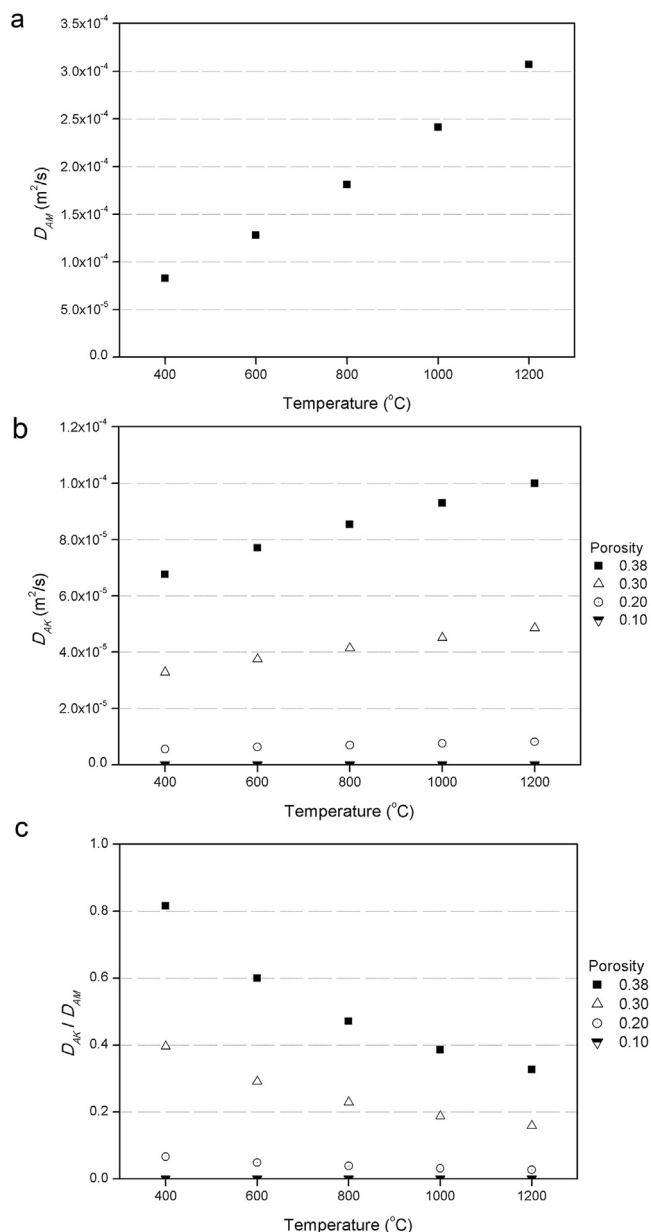 a
3.5x10⁻⁴
3.0x10⁻⁴
2.5x10⁻⁴
2.0x10⁻⁴
1.5x10⁻⁴
1.0x10⁻⁴
5.0x10⁻⁵
0.0
D_AM (m²/s)
400 600 800 1000 1200
Temperature (°C)
b
1.2x10⁻⁴
1.0x10⁻⁴
8.0x10⁻⁵
6.0x10⁻⁵
4.0x10⁻⁵
2.0x10⁻⁵
0.0
D_AK (m²/s)
400 600 800 1000 1200
Temperature (°C)
Porosity
0.38
0.30
0.20
0.10
c
1.0
0.8
0.6
0.4
0.2
0.0
D_AK / D_AM
400 600 800 1000 1200
Temperature (°C)
Porosity
0.38
0.30
0.20
0.10